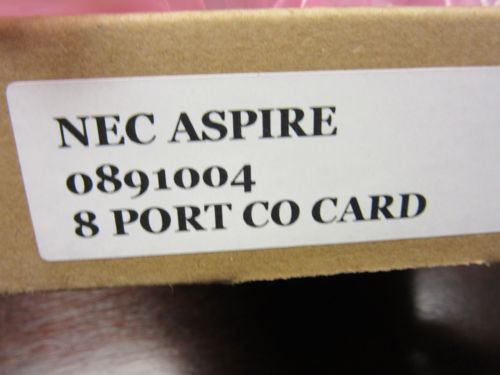 NEC ASPIRE
0891004
8 PORT CO CARD